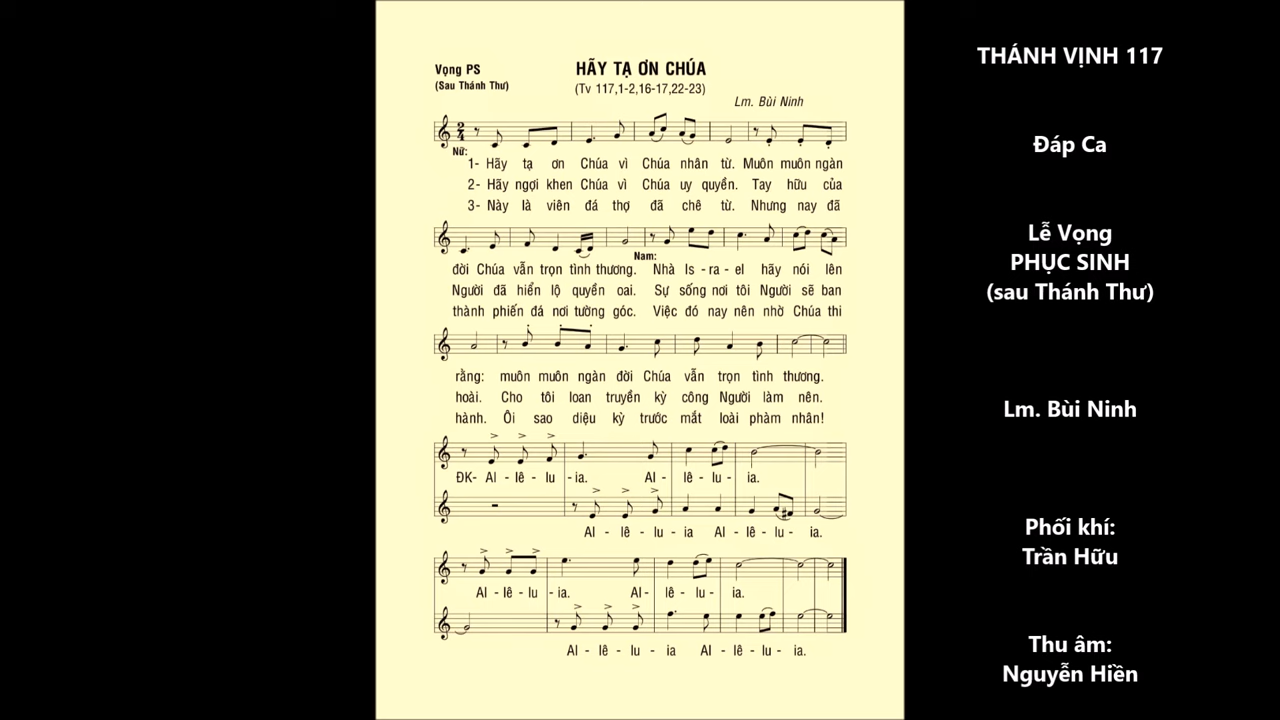 Vọng PS
(Sau Thánh Thư)
HÃY TẠ ƠN CHÚA
(Tv 117,1-2,16-17,22-23)
Lm. Bùi Ninh
2
4
Nữ:
1- Hãy tạ ơn Chúa vì Chúa nhân từ. Muôn muôn ngàn
2- Hãy ngợi khen Chúa vì Chúa uy quyền. Tay hữu của
3- Này là viên đá thợ đã chê từ. Nhưng nay đã
Nam:
đời Chúa vẫn trọn tình thương. Nhà Is - ra - el hãy nói lên
Người đã hiển lộ quyền oai. Sự sống nơi tôi Người sẽ ban
thành phiến đá nơi tường góc. Việc đó nay nên nhờ Chúa thi
rằng: muôn muôn ngàn đời Chúa vẫn trọn tình thương.
hoài. Cho tôi loan truyền kỳ công Người làm nên.
hành. Ôi sao diệu kỳ trước mắt loài phàm nhân!
ĐK- Al - lê - lu - ia. Al - lê - lu - ia.
Al - lê - lu - ia Al - lê - lu - ia.
Al - lê - lu - ia. Al - lê - lu - ia.
Al - lê - lu - ia Al - lê - lu - ia.
THÁNH VỊNH 117
Đáp Ca
Lễ Vọng
PHỤC SINH
(sau Thánh Thư)
Lm. Bùi Ninh
Phối khí:
Trần Hữu
Thu âm:
Nguyễn Hiền